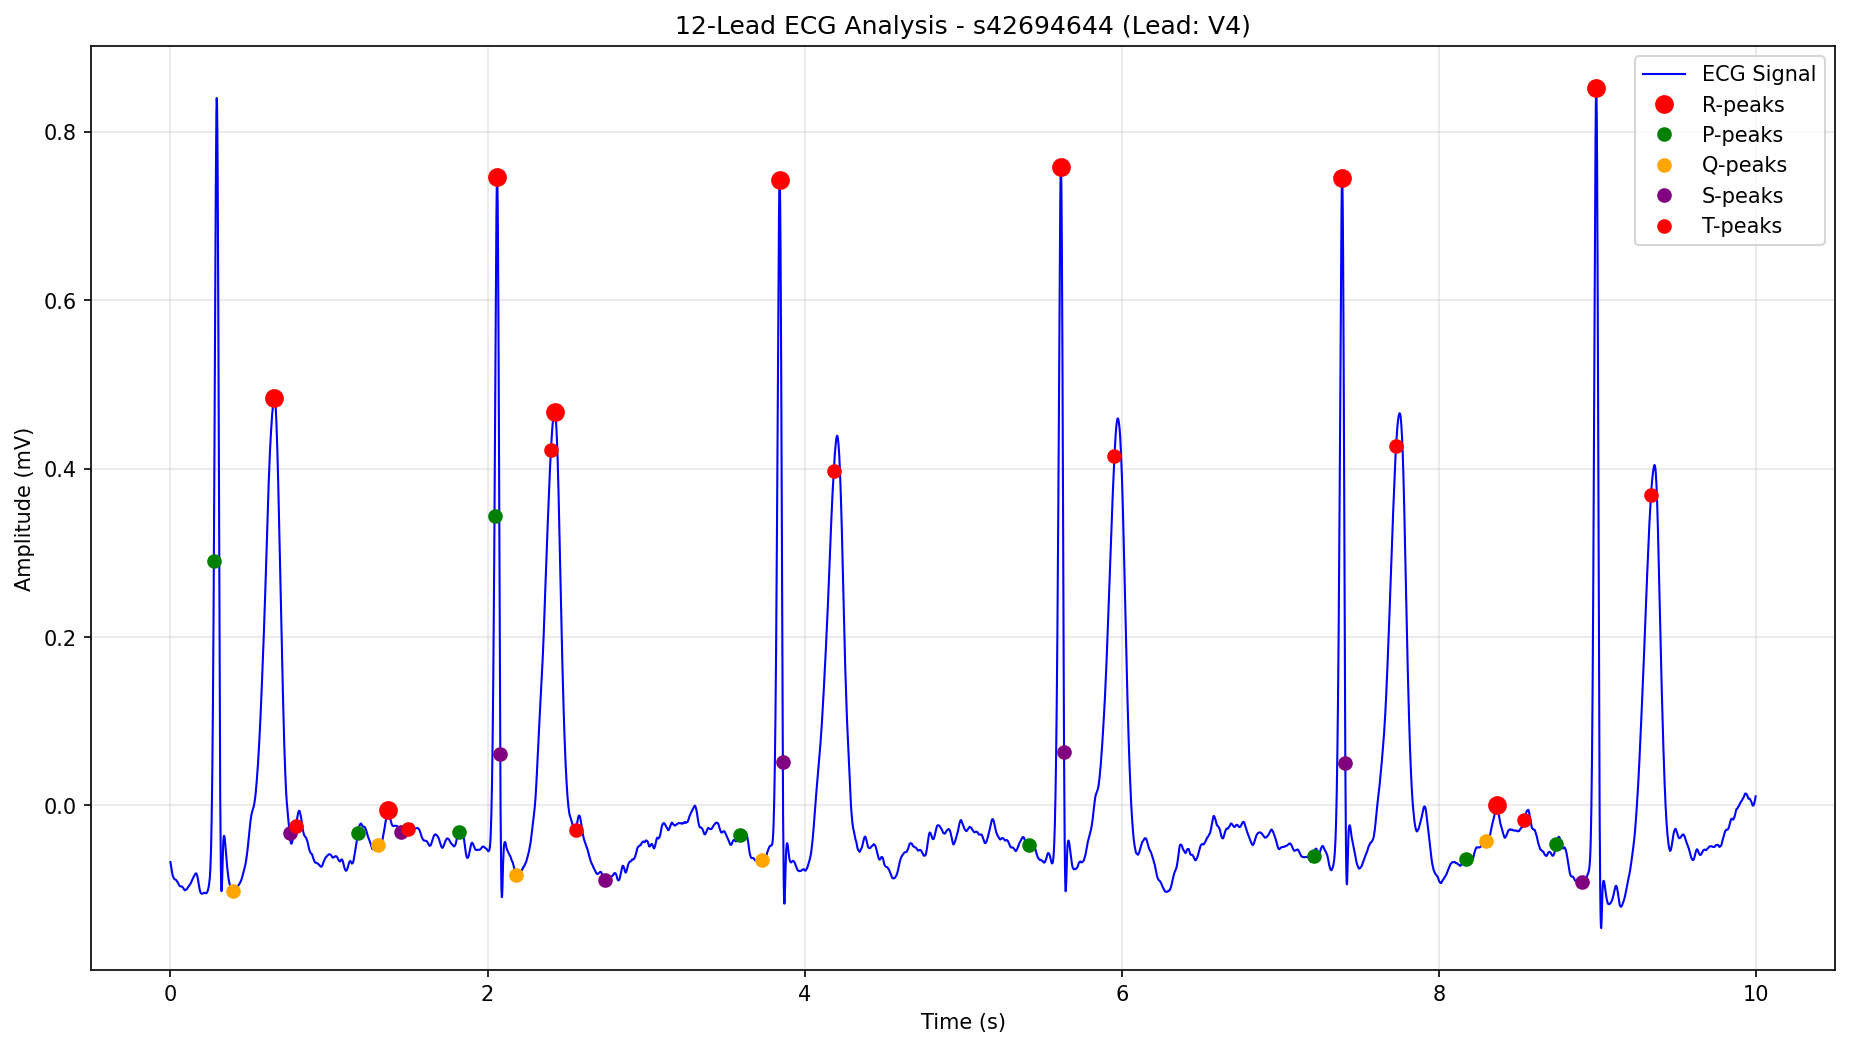 12-Lead ECG Analysis - s42694644 (Lead: V4)
ECG Signal
R-peaks
P-peaks
Q-peaks
S-peaks
T-peaks
Amplitude (mV)
0.8
0.6
0.4
0.2
0.0
0 2 4 6 8 10
Time (s)